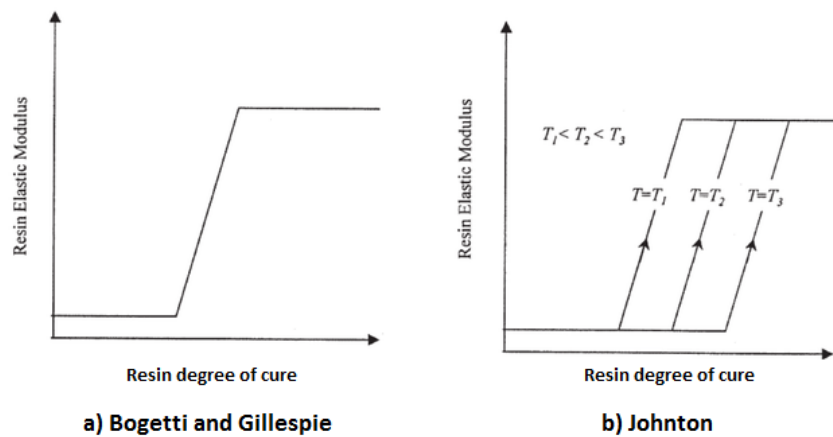 Resin Elastic Modulus
Resin degree of cure
a) Bogetti and Gillespie
Resin Elastic Modulus
T₁ < T₂ < T₃
T=T₁ T=T₂ T=T₃
Resin degree of cure
b) Johnton